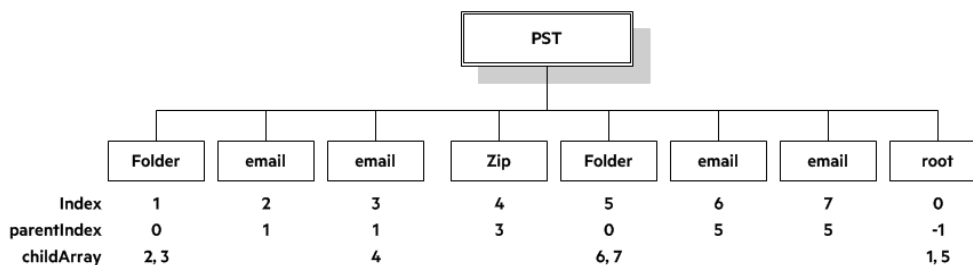 PST
Folder email email Zip Folder email email root
Index 1 2 3 4 5 6 7 0
parentIndex 0 1 1 3 0 5 5 -1
childArray 2, 3 4 6, 7 1, 5